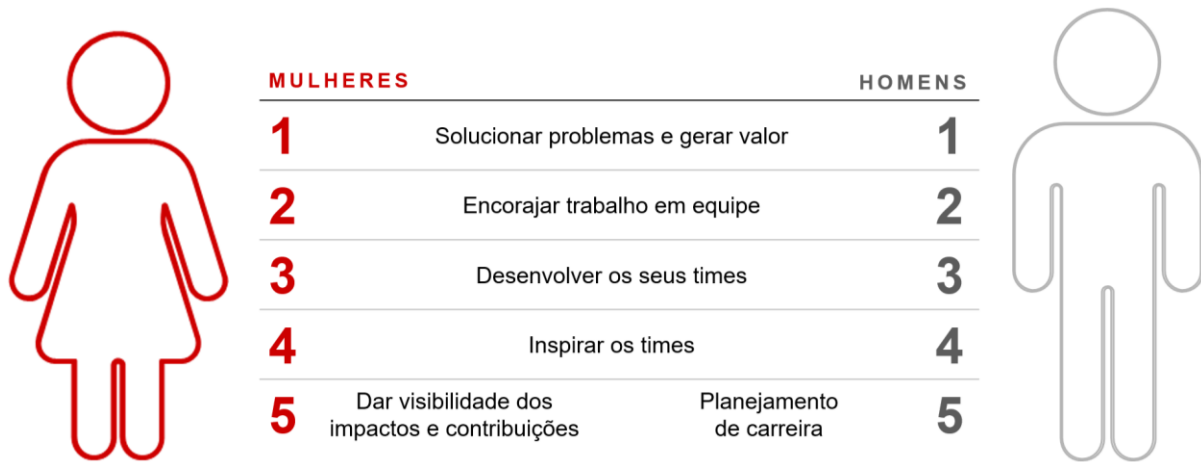 MULHERES HOMENS
1 Solucionar problemas e gerar valor 1
2 Encorajar trabalho em equipe 2
3 Desenvolver os seus times 3
4 Inspirar os times 4
5 Dar visibilidade dos impactos e contribuições Planejamento de carreira 5